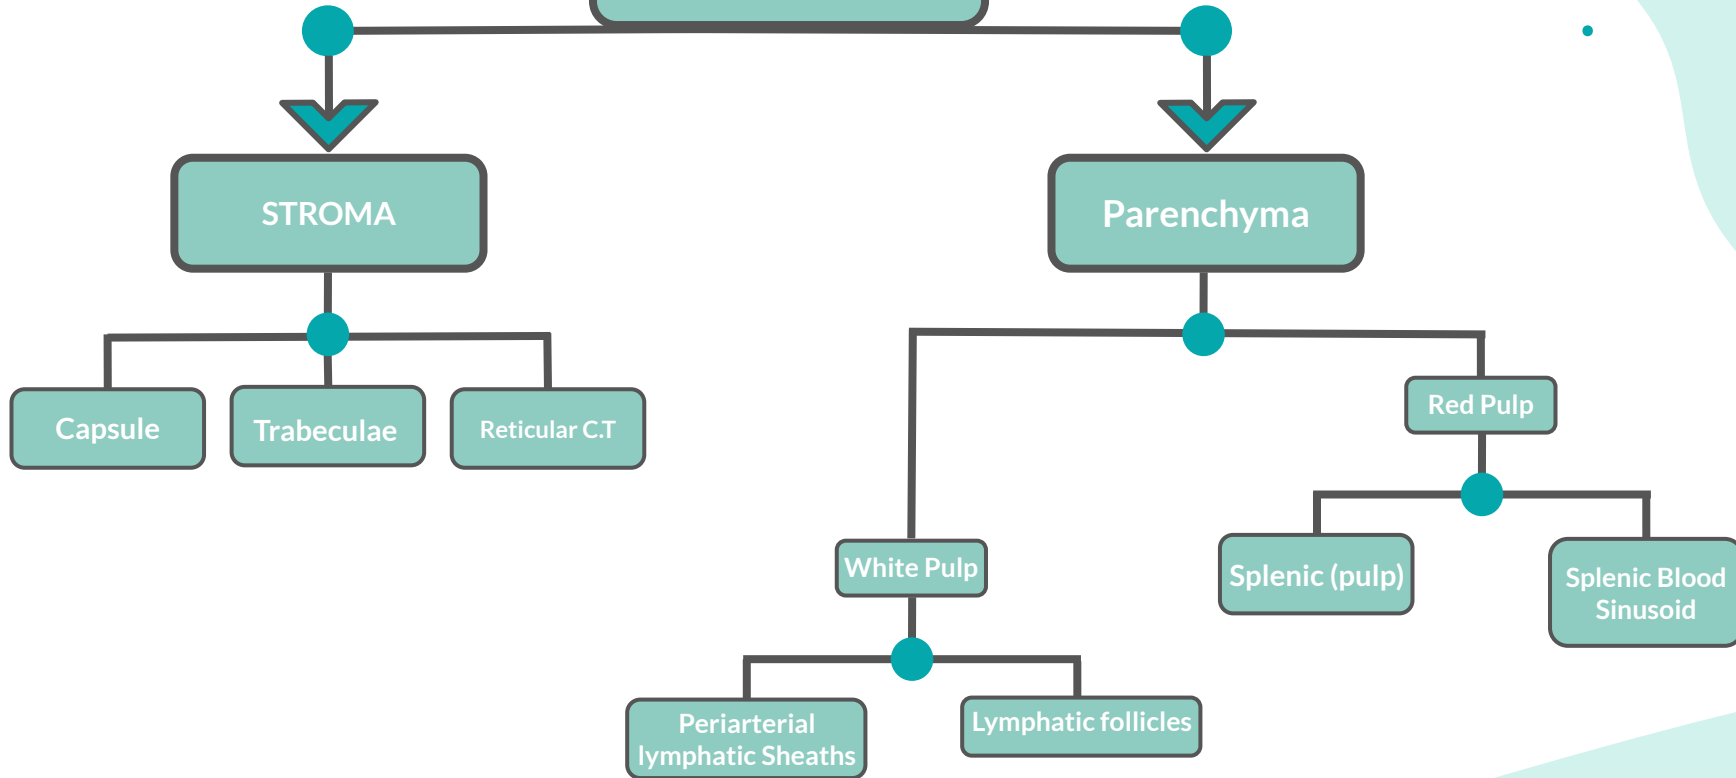 STROMA
Parenchyma
Capsule
Trabeculae
Reticular C.T
Red Pulp
White Pulp
Splenic (pulp)
Splenic Blood
Sinusoid
Periarterial
lymphatic Sheaths
Lymphatic follicles